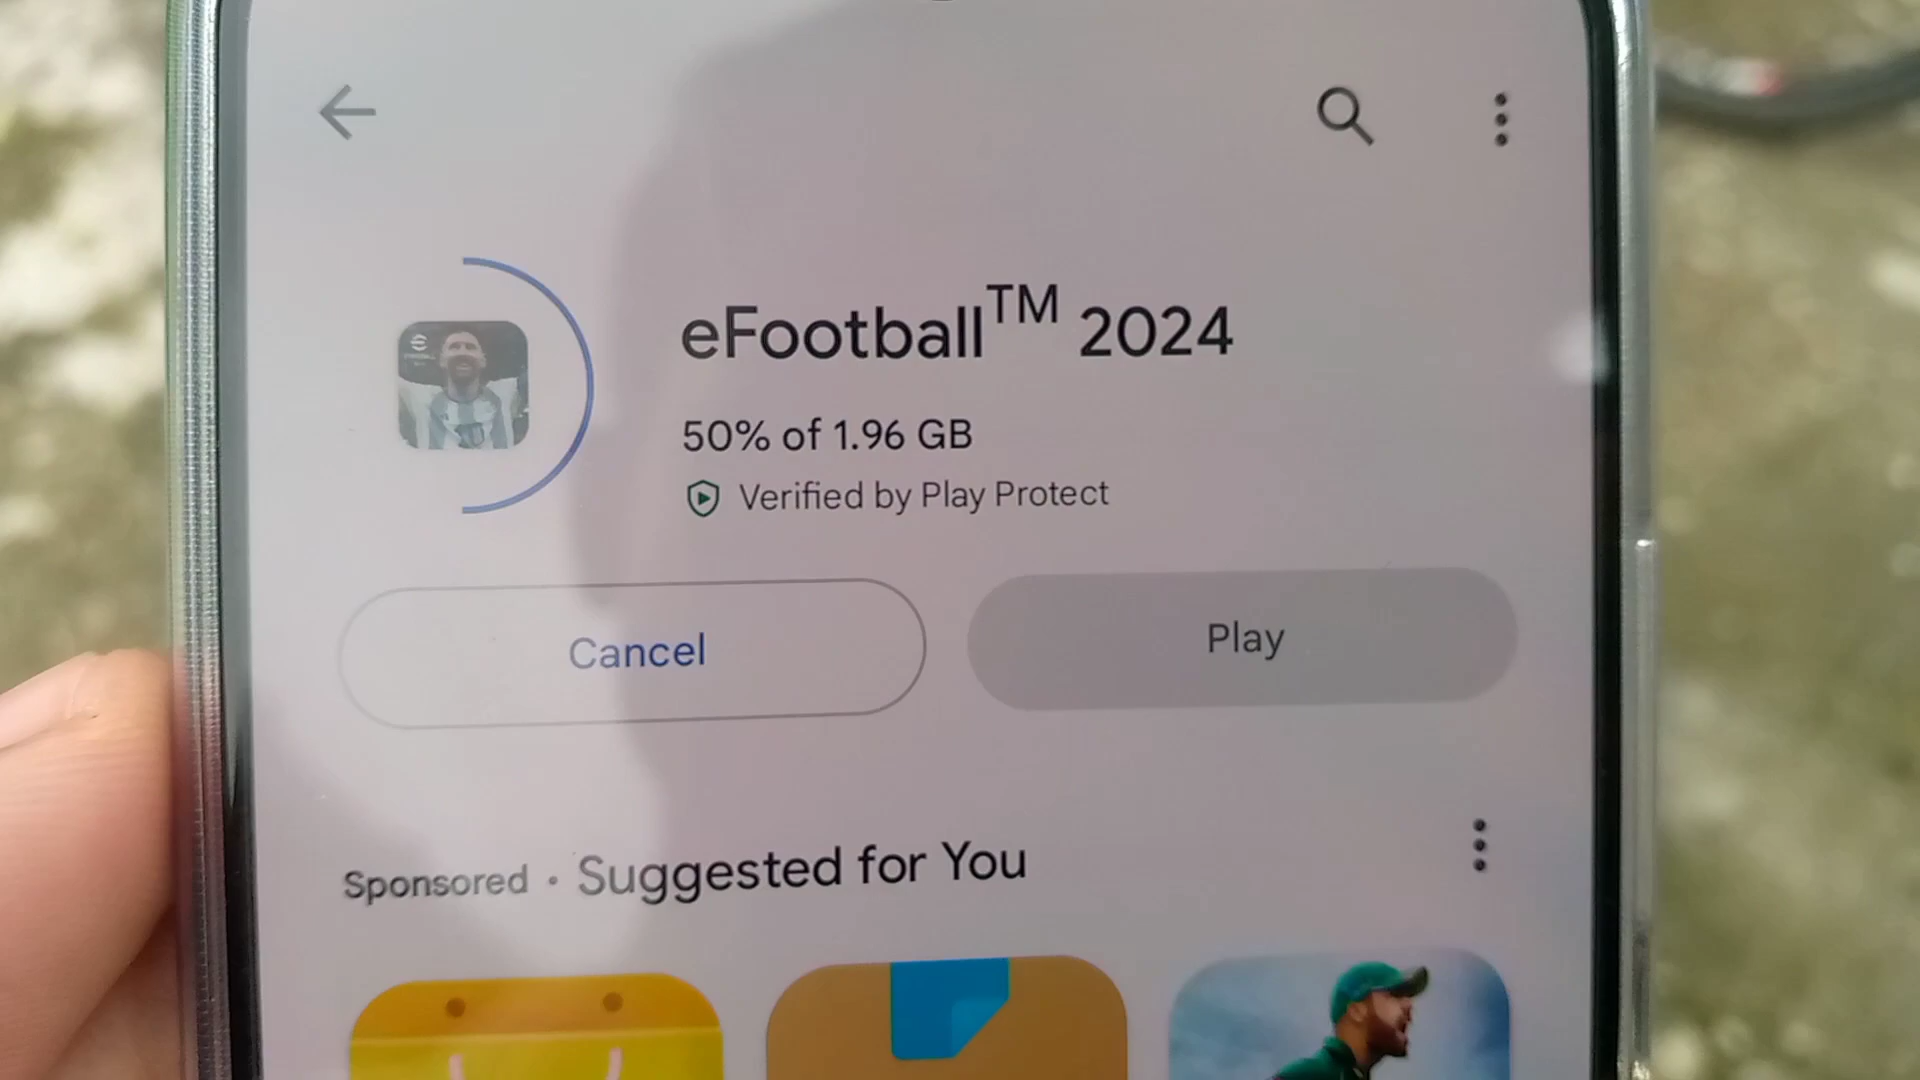 eFootball™ 2024
50% of 1.96 GB
Verified by Play Protect
Cancel
Play
Sponsored • Suggested for You